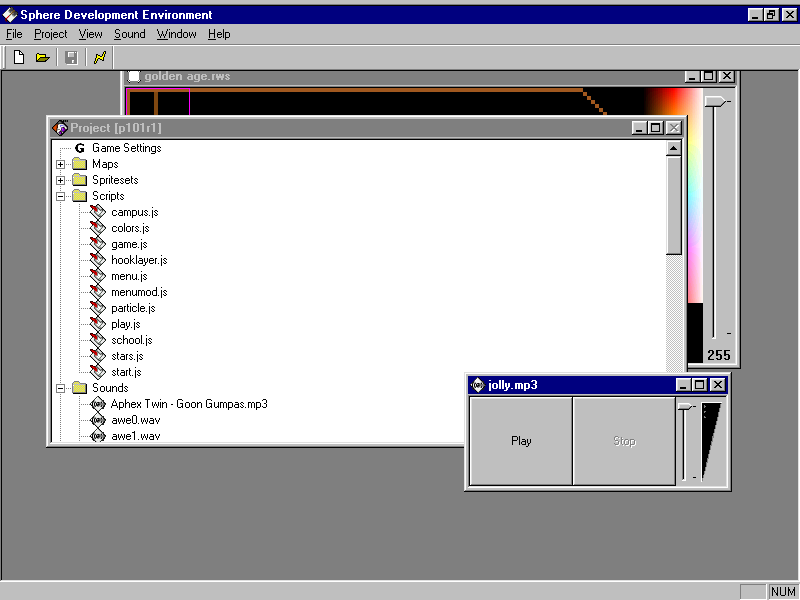 Sphere Development Environment
File Project View Sound Window Help
golden age.rws
Project [p101r1]
G Game Settings
Maps
Spritesets
Scripts
campus.js
colors.js
game.js
hooklayer.js
menu.js
menumod.js
particle.js
play.js
school.js
stars.js
start.js
Sounds
Aphex Twin - Goon Gumpas.mp3
awe0.wav
awe1.wav
255
jolly.mp3
Play Stop
NUM